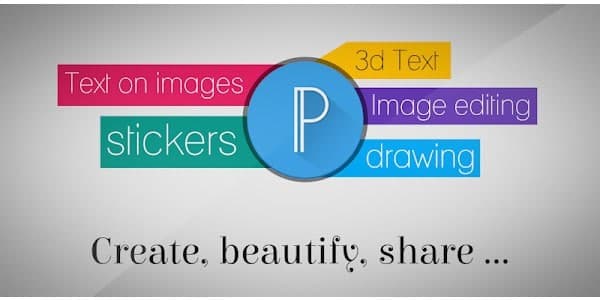 3d Text
Text on images
Image editing
P
stickers
drawing
Create, beautify, share ...